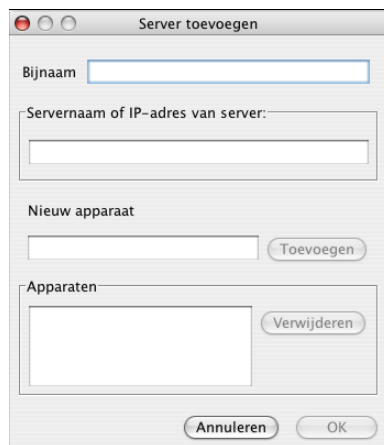 Server toevoegen
Bijnaam
Servernaam of IP-adres van server:
Nieuw apparaat
Toevoegen
Apparaten
Verwijderen
Annuleren OK